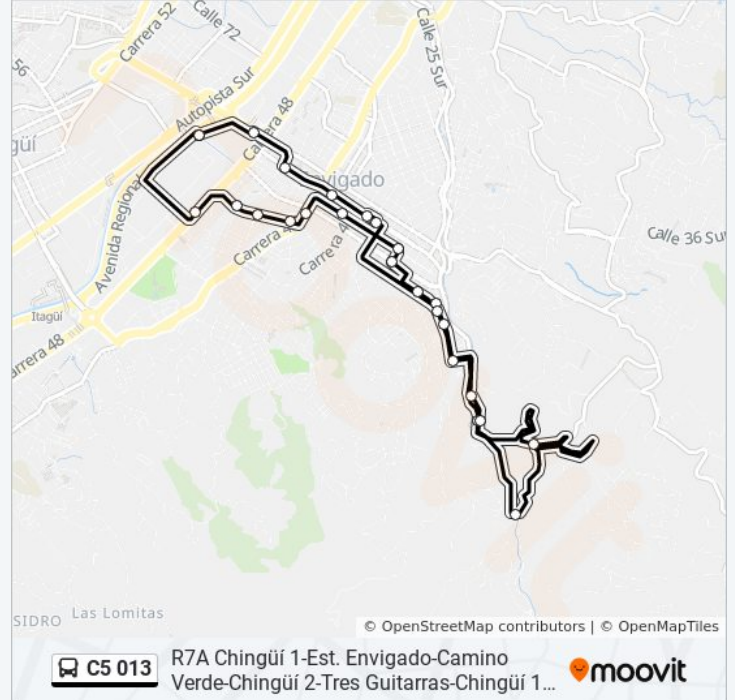 Carrera 52
Calle 72
Calle 25 Sur
56
Autopista Sur
Carrera 48
güí
nvigado
Avenida Regional
Carrera 4
Carrera 4
Calle 36 Sur
Itagüí
arrera 48
SIDRO
Las Lomitas
© OpenStreetMap contributors | © OpenMapTiles
C5 013
R7A Chingüí 1-Est. Envigado-Camino
Verde-Chingüí 2-Tres Guitarras-Chingüí 1...
moovit